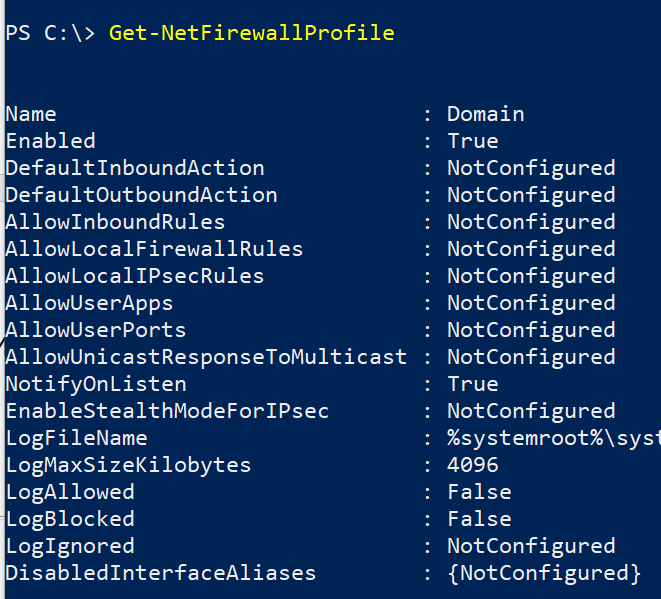 PS C:\> Get-NetFirewallProfile
Name : Domain
Enabled : True
DefaultInboundAction : NotConfigured
DefaultOutboundAction : NotConfigured
AllowInboundRules : NotConfigured
AllowLocalFirewallRules : NotConfigured
AllowLocalIPsecRules : NotConfigured
AllowUserApps : NotConfigured
AllowUserPorts : NotConfigured
AllowUnicastResponseToMulticast : NotConfigured
NotifyOnListen : True
EnableStealthModeForIPsec : NotConfigured
LogFileName : %systemroot%\syst
LogMaxSizeKilobytes : 4096
LogAllowed : False
LogBlocked : False
LogIgnored : NotConfigured
DisabledInterfaceAliases : {NotConfigured}